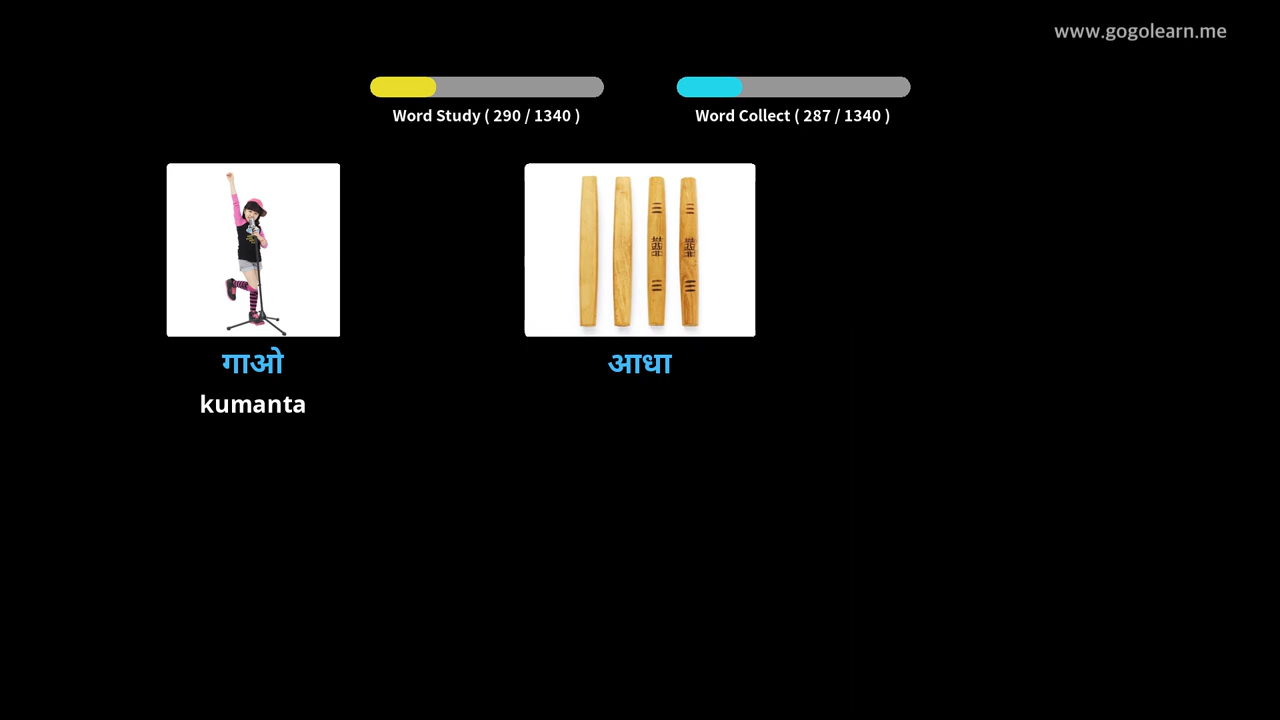 www.gogolearn.me
Word Study ( 290 / 1340 )
Word Collect ( 287 / 1340 )
गाओ
आधा
kumanta